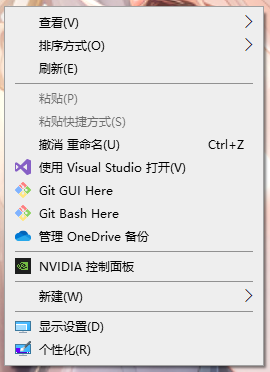 查看(V)
排序方式(O)
刷新(E)
粘贴(P)
粘贴快捷方式(S)
撤消 重命名(U) Ctrl+Z
使用 Visual Studio 打开(V)
Git GUI Here
Git Bash Here
管理 OneDrive 备份
NVIDIA 控制面板
新建(W)
显示设置(D)
个性化(R)